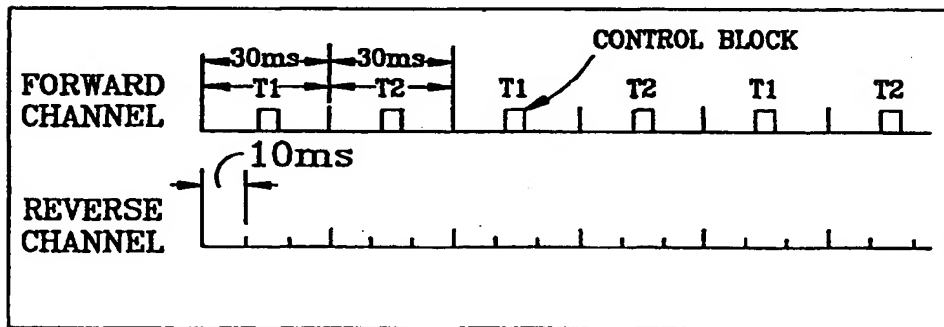 30ms 30ms CONTROL BLOCK
FORWARD CHANNEL T1 T2 T1 T2 T1 T2
10ms
REVERSE CHANNEL